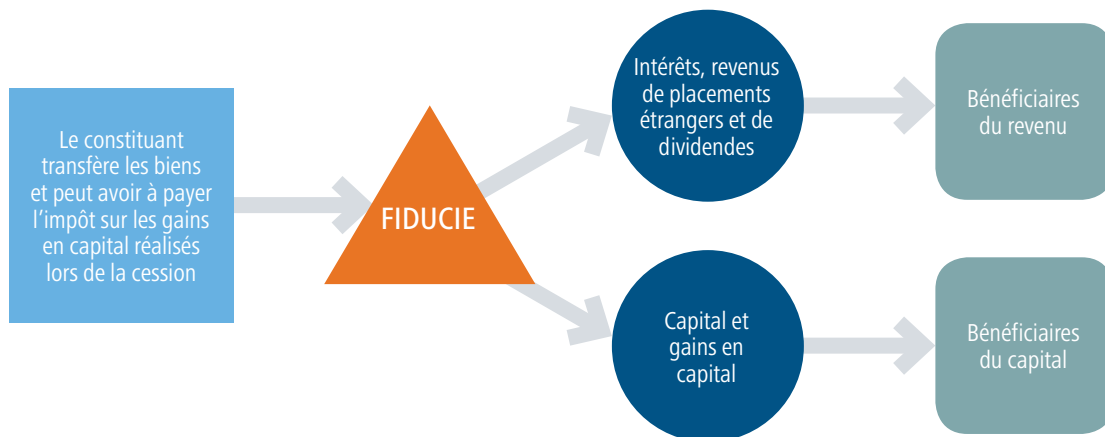 Le constituant
transfère les biens
et peut avoir à payer
l’impôt sur les gains
en capital réalisés
lors de la cession
FIDUCIE
Intérêts, revenus
de placements
étrangers et de
dividendes
Bénéficiaires
du revenu
Capital et
gains en
capital
Bénéficiaires
du capital